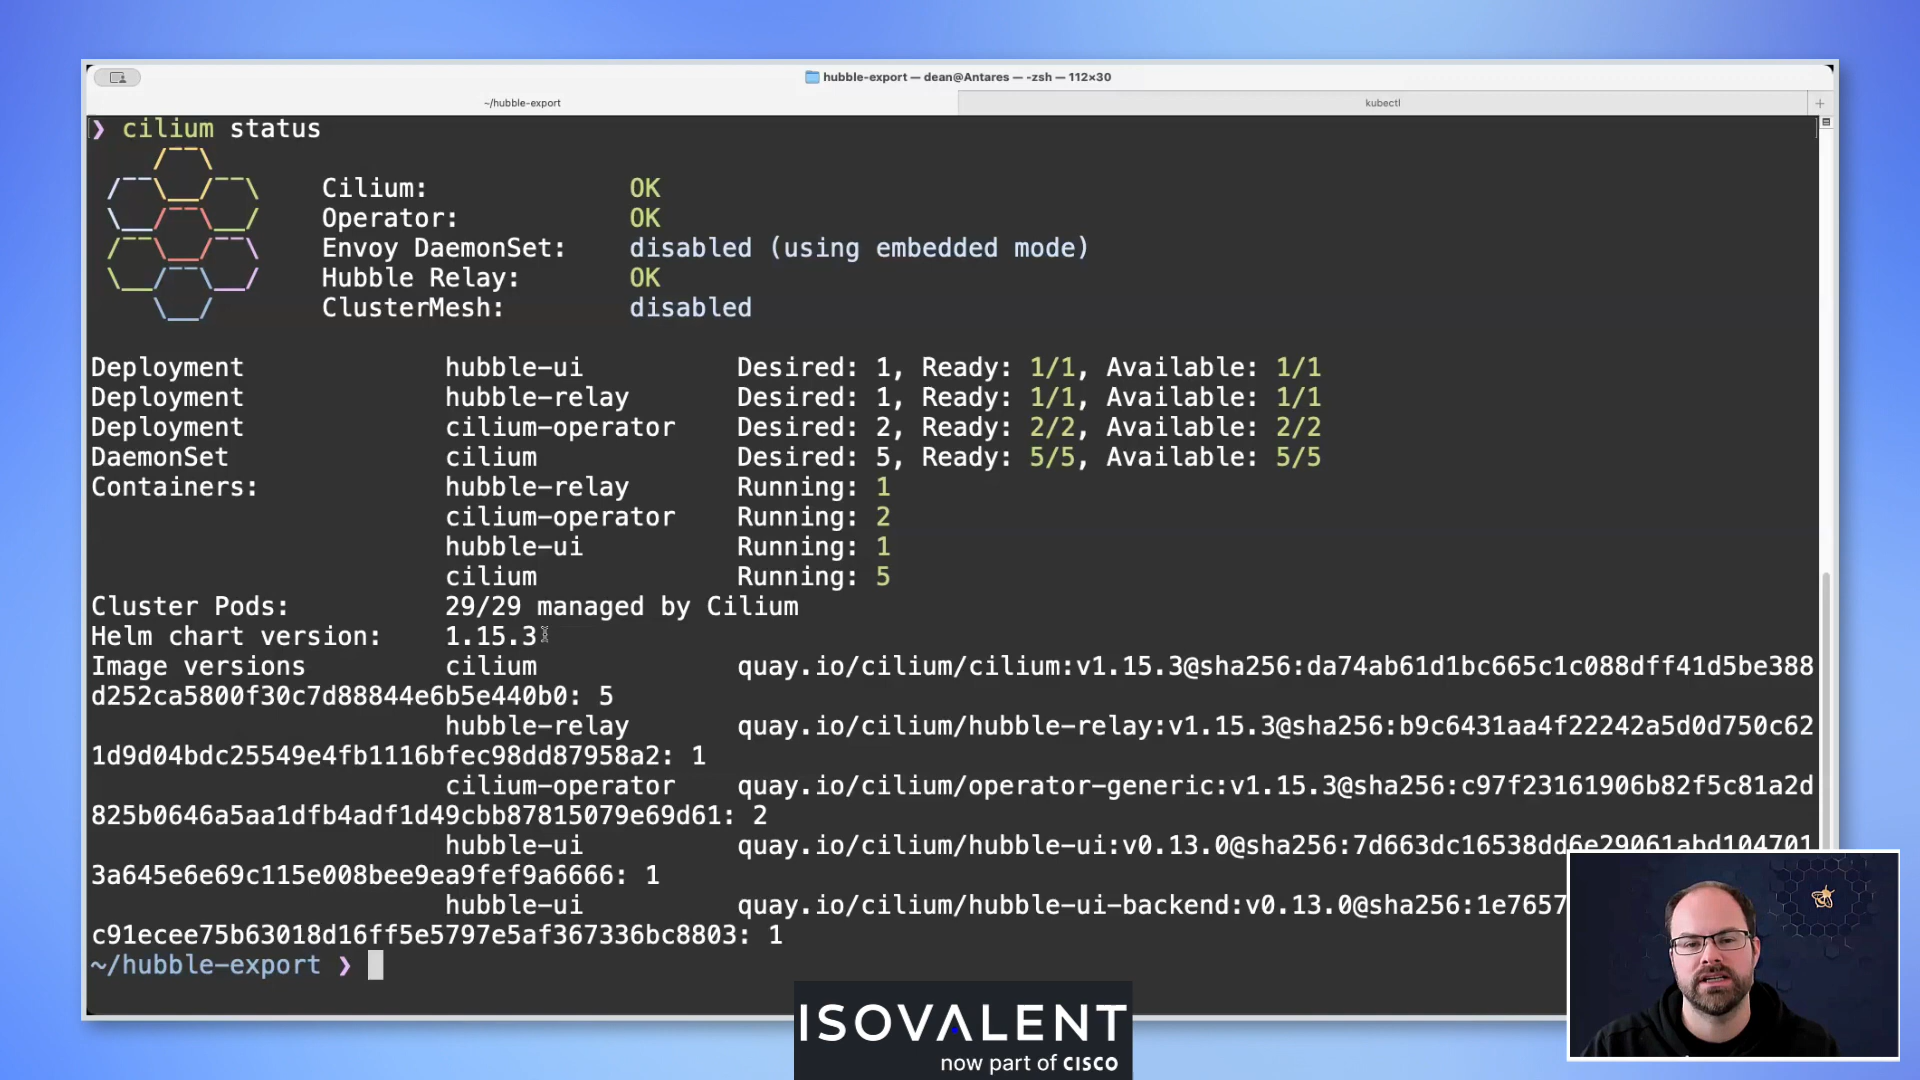 hubble-export — dean@Antares — -zsh — 112×30
~/hubble-export kubectl +
❯ cilium status
Cilium: OK
Operator: OK
Envoy DaemonSet: disabled (using embedded mode)
Hubble Relay: OK
ClusterMesh: disabled
Deployment hubble-ui Desired: 1, Ready: 1/1, Available: 1/1
Deployment hubble-relay Desired: 1, Ready: 1/1, Available: 1/1
Deployment cilium-operator Desired: 2, Ready: 2/2, Available: 2/2
DaemonSet cilium Desired: 5, Ready: 5/5, Available: 5/5
Containers: hubble-relay Running: 1
cilium-operator Running: 2
hubble-ui Running: 1
cilium Running: 5
Cluster Pods: 29/29 managed by Cilium
Helm chart version: 1.15.3
Image versions cilium quay.io/cilium/cilium:v1.15.3@sha256:da74ab61d1bc665c1c088dff41d5be388
d252ca5800f30c7d88844e6b5e440b0: 5
hubble-relay quay.io/cilium/hubble-relay:v1.15.3@sha256:b9c6431aa4f22242a5d0d750c62
1d9d04bdc25549e4fb1116bfec98dd87958a2: 1
cilium-operator quay.io/cilium/operator-generic:v1.15.3@sha256:c97f23161906b82f5c81a2d
825b0646a5aa1dfb4adf1d49cbb87815079e69d61: 2
hubble-ui quay.io/cilium/hubble-ui:v0.13.0@sha256:7d663dc16538dd6e29061abd104701
3a645e6e69c115e008bee9ea9fef9a6666: 1
hubble-ui quay.io/cilium/hubble-ui-backend:v0.13.0@sha256:1e7657
c91ecee75b63018d16ff5e5797e5af367336bc8803: 1
~/hubble-export ❯
ISOVALENT
now part of CISCO